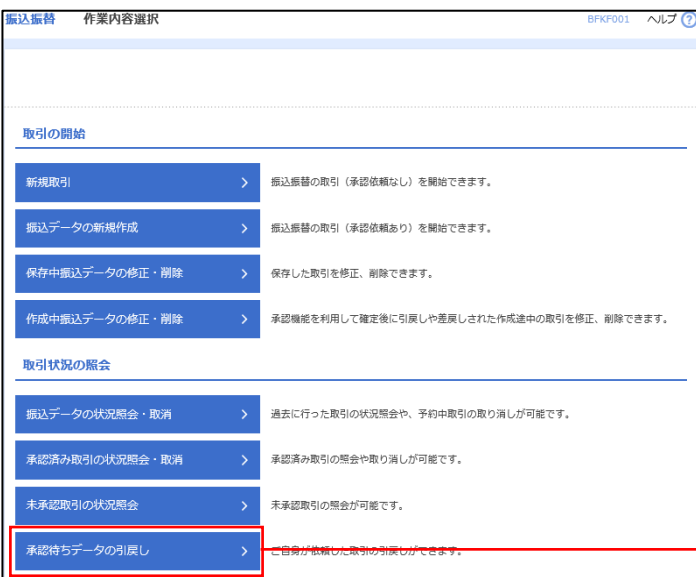 振込振替 作業内容選択 BFKF001 ヘルプ ?
取引の開始
新規取引 振込振替の取引（承認依頼なし）を開始できます。
振込データの新規作成 振込振替の取引（承認依頼あり）を開始できます。
保存中振込データの修正・削除 保存した取引を修正、削除できます。
作成中振込データの修正・削除 承認機能を利用して確定後に引戻しや差戻しされた作成途中の取引を修正、削除できます。
取引状況の照会
振込データの状況照会・取消 過去に行った取引の状況照会や、予約中取引の取り消しが可能です。
承認済み取引の状況照会・取消 承認済み取引の照会や取り消しが可能です。
未承認取引の状況照会 未承認取引の照会が可能です。
承認待ちデータの引戻し ご自身が依頼した取引の引戻しができます。